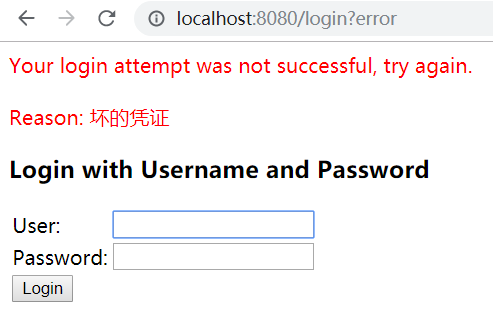 localhost:8080/login?error
Your login attempt was not successful, try again.
Reason: 坏的凭证
Login with Username and Password
User:
Password:
Login